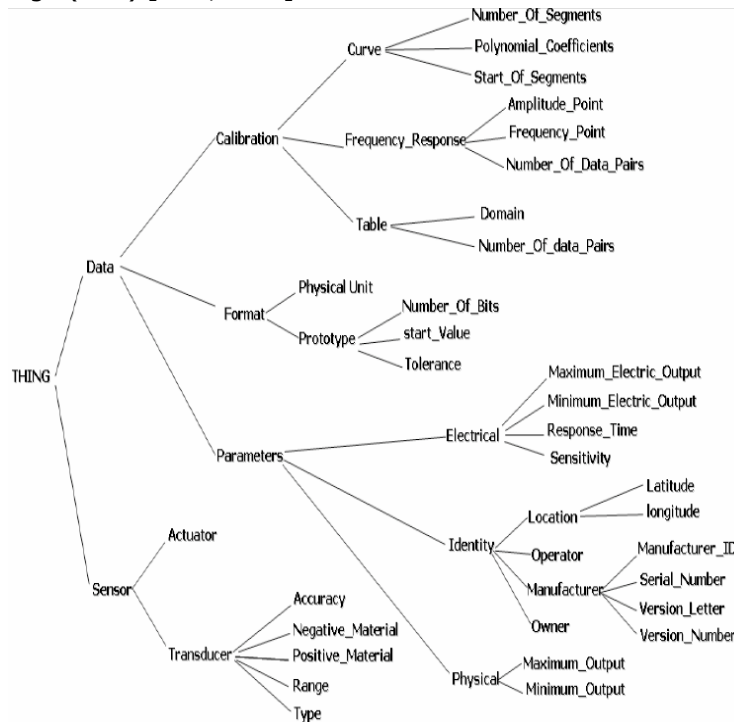 Number_Of_Segments
Curve
Polynomial_Coefficients
Start_Of_Segments
Amplitude_Point
Calibration
Frequency_Response
Frequency_Point
Number_Of_Data_Pairs
Domain
Table
Number_Of_data_Pairs
Data
Physical Unit
Format
Number_Of_Bits
Prototype
start_Value
Tolerance
THING
Maximum_Electric_Output
Minimum_Electric_Output
Electrical
Response_Time
Sensitivity
Parameters
Latitude
Location
longitude
Identity
Operator
Manufacturer_ID
Manufacturer
Serial_Number
Version_Letter
Owner
Version_Number
Physical
Maximum_Output
Minimum_Output
Actuator
Sensor
Accuracy
Negative_Material
Transducer
Positive_Material
Range
Type